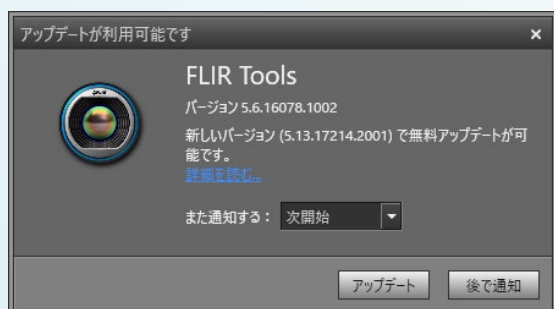 アップデートが利用可能です
FLIR Tools
バージョン 5.6.16078.1002
新しいバージョン (5.13.17214.2001) で無料アップデートが可
能です。
詳細を読む...
また通知する： 次開始
アップデート 後で通知